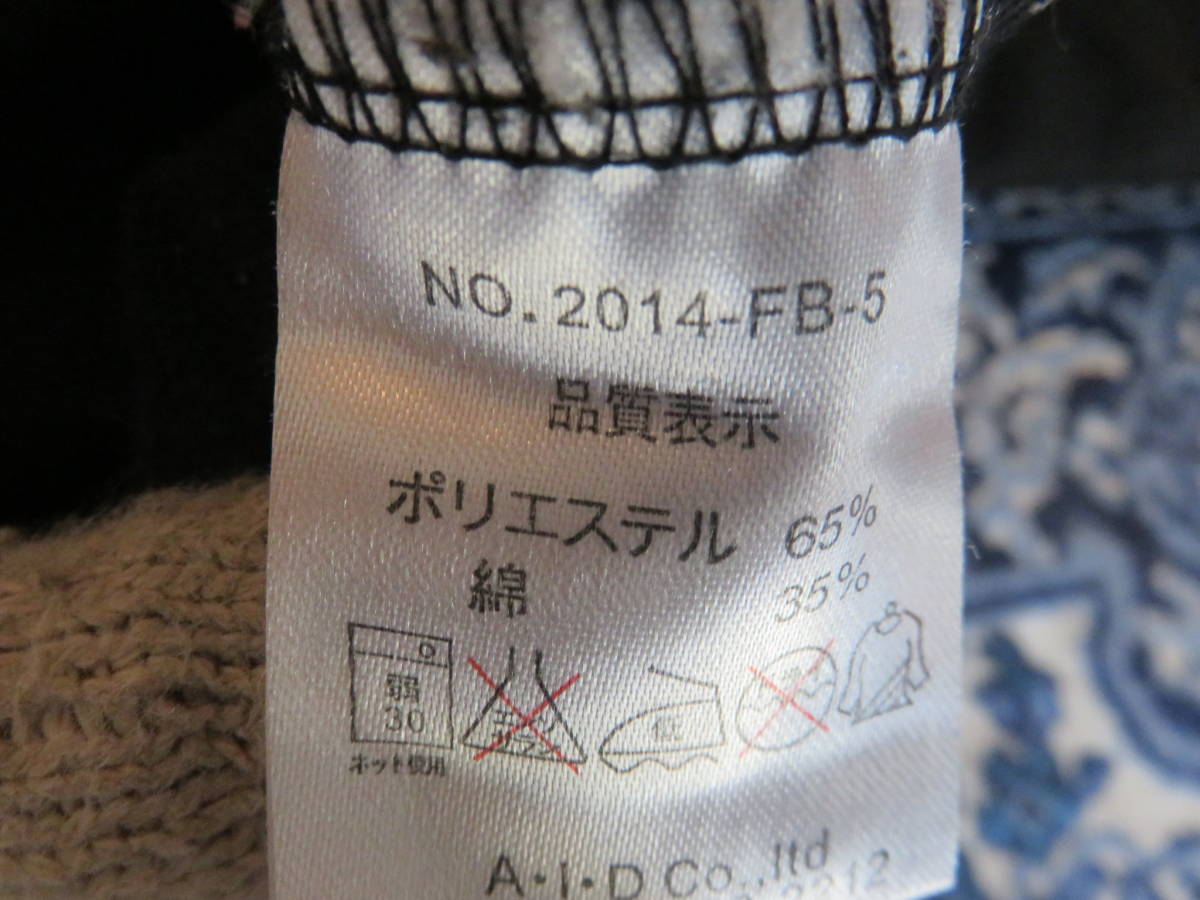 NO.2014-FB-5
品質表示
ポリエステル 65%
綿 35%
弱
30
低
ネット使用
A・I・D Co.,ltd